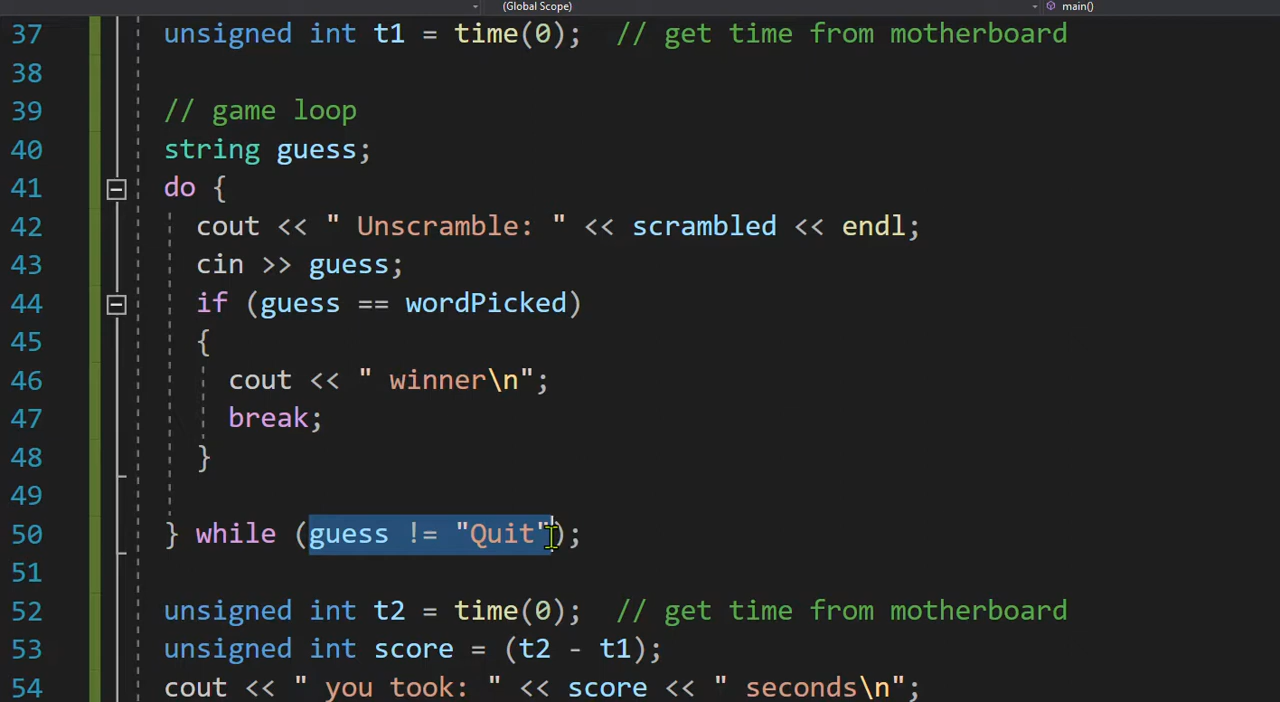 (Global Scope) main()
37 unsigned int t1 = time(0); // get time from motherboard
38
39 // game loop
40 string guess;
41 do {
42 cout << " Unscramble: " << scrambled << endl;
43 cin >> guess;
44 if (guess == wordPicked)
45 {
46 cout << " winner\n";
47 break;
48 }
49
50 } while (guess != "Quit");
51
52 unsigned int t2 = time(0); // get time from motherboard
53 unsigned int score = (t2 - t1);
54 cout << " you took: " << score << " seconds\n";